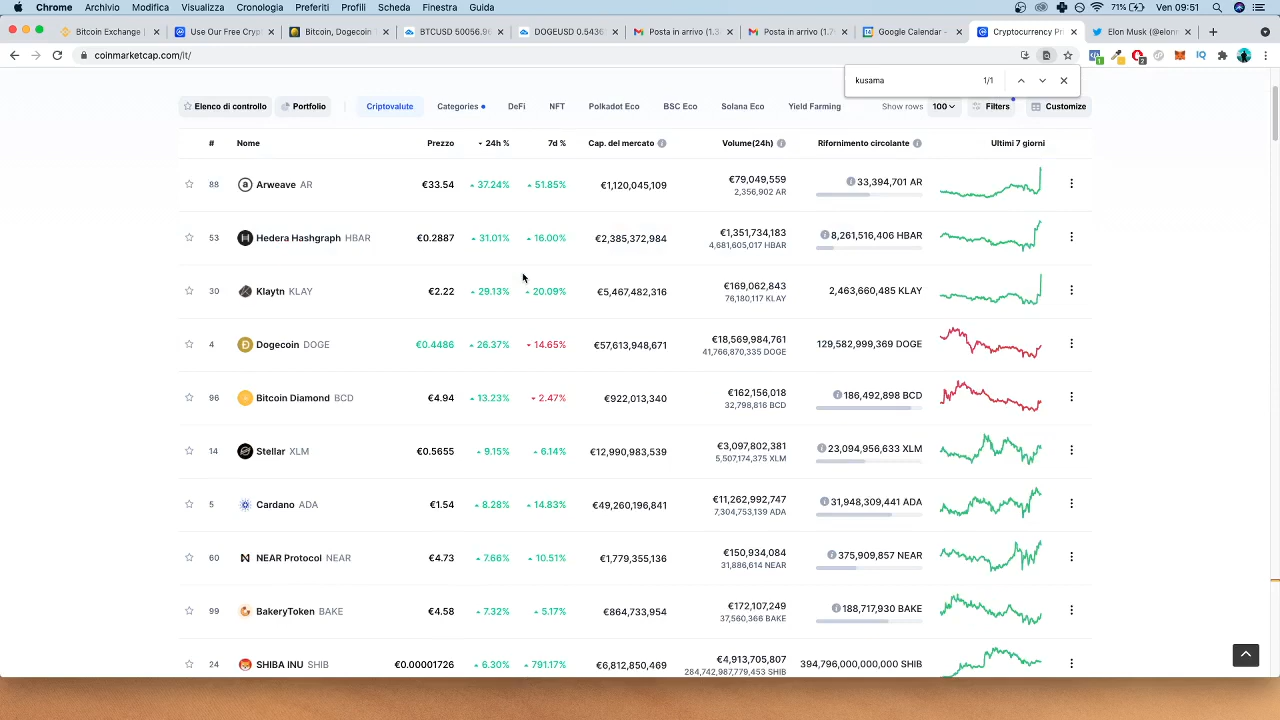 Chrome Archivio Modifica Visualizza Cronologia Preferiti Profili Scheda Finestra Guida 71% Ven 09:51
Bitcoin Exchange | Use Our Free Crypt Bitcoin, Dogecoin BTCUSD 50056.9 DOGEUSD 0.5436 Posta in arrivo (1.3 Posta in arrivo (1.7 Google Calendar - Cryptocurrency Pri Elon Musk (@elonr
coinmarketcap.com/it/
kusama 1/1
Elenco di controllo Portfolio Criptovalute Categories DeFi NFT Polkadot Eco BSC Eco Solana Eco Yield Farming Show rows 100 Filters Customize
# Nome Prezzo 24h % 7d % Cap. del mercato Volume(24h) Rifornimento circolante Ultimi 7 giorni
88 Arweave AR €33.54 37.24% 51.85% €1,120,045,109 €79,049,559 33,394,701 AR
2,356,902 AR
53 Hedera Hashgraph HBAR €0.2887 31.01% 16.00% €2,385,372,984 €1,351,734,183 8,261,516,406 HBAR
4,681,605,017 HBAR
30 Klaytn KLAY €2.22 29.13% 20.09% €5,467,482,316 €169,062,843 2,463,660,485 KLAY
76,180,117 KLAY
4 Dogecoin DOGE €0.4486 26.37% 14.65% €57,613,948,671 €18,569,984,761 129,582,999,369 DOGE
41,766,870,335 DOGE
96 Bitcoin Diamond BCD €4.94 13.23% 2.47% €922,013,340 €162,156,018 186,492,898 BCD
32,798,816 BCD
14 Stellar XLM €0.5655 9.15% 6.14% €12,990,983,539 €3,097,802,381 23,094,956,633 XLM
5,507,174,375 XLM
5 Cardano ADA €1.54 8.28% 14.83% €49,260,196,841 €11,262,992,747 31,948,309,441 ADA
7,304,753,139 ADA
60 NEAR Protocol NEAR €4.73 7.66% 10.51% €1,779,355,136 €150,934,084 375,909,857 NEAR
31,886,614 NEAR
99 BakeryToken BAKE €4.58 7.32% 5.17% €864,733,954 €172,107,249 188,717,930 BAKE
37,560,366 BAKE
24 SHIBA INU SHIB €0.00001726 6.30% 791.17% €6,812,850,469 €4,913,705,807 394,796,000,000,000 SHIB
284,742,987,779,453 SHIB